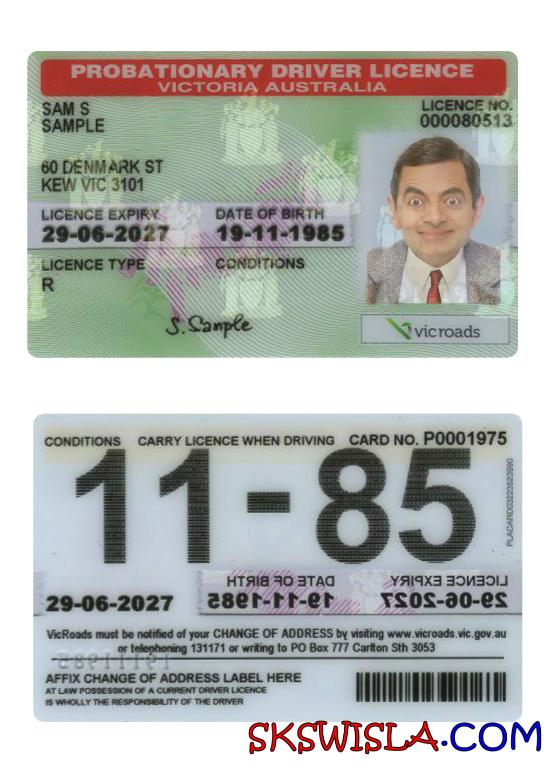 PROBATIONARY DRIVER LICENCE
VICTORIA AUSTRALIA
SAM S
SAMPLE
LICENCE NO.
000080513
60 DENMARK ST
KEW VIC 3101
LICENCE EXPIRY DATE OF BIRTH
29-06-2027 19-11-1985
LICENCE TYPE CONDITIONS
R
S. Sample
vicroads
CONDITIONS CARRY LICENCE WHEN DRIVING CARD NO. P0001975
11-85
PLACARD03223523990
LICENCE EXPIRY DATE OF BIRTH
29-06-2027 19-11-1985 29-06-2027
VicRoads must be notified of your CHANGE OF ADDRESS by visiting www.vicroads.vic.gov.au
or telephoning 131171 or writing to PO Box 777 Carlton Sth 3053
19111985
AFFIX CHANGE OF ADDRESS LABEL HERE
AT LAW POSSESSION OF A CURRENT DRIVER LICENCE
IS WHOLLY THE RESPONSIBILITY OF THE DRIVER
SKSWISLA.COM